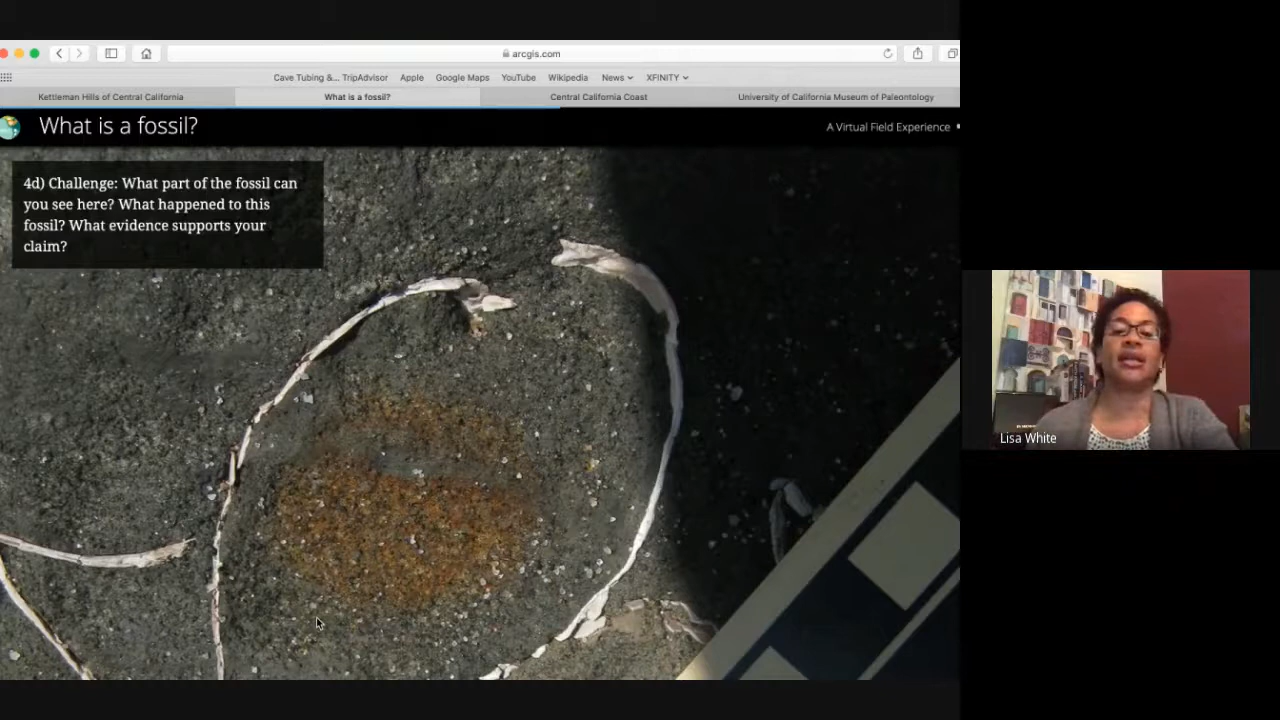 arcgis.com
Cave Tubing &... TripAdvisor Apple Google Maps YouTube Wikipedia News XFINITY
Kettleman Hills of Central California What is a fossil? Central California Coast University of California Museum of Paleontology
What is a fossil? A Virtual Field Experience
4d) Challenge: What part of the fossil can
you see here? What happened to this
fossil? What evidence supports your
claim?
Lisa White